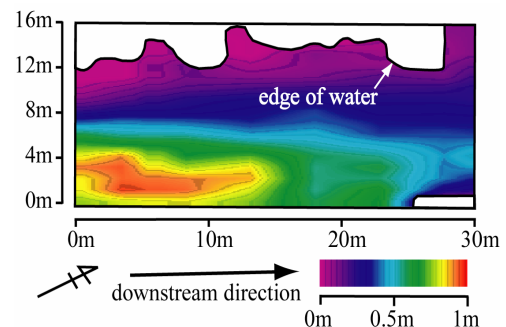 16m
12m
8m
4m
0m
edge of water
0m 10m 20m 30m
downstream direction
0m 0.5m 1m